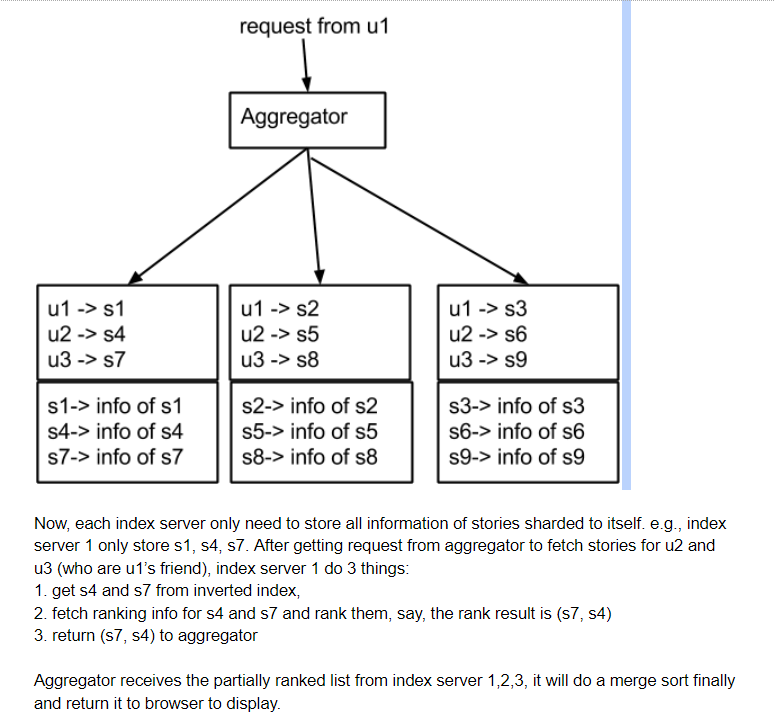 request from u1
Aggregator
u1 -> s1
u2 -> s4
u3 -> s7
s1-> info of s1
s4-> info of s4
s7-> info of s7
u1 -> s2
u2 -> s5
u3 -> s8
s2-> info of s2
s5-> info of s5
s8-> info of s8
u1 -> s3
u2 -> s6
u3 -> s9
s3-> info of s3
s6-> info of s6
s9-> info of s9
Now, each index server only need to store all information of stories sharded to itself. e.g., index
server 1 only store s1, s4, s7. After getting request from aggregator to fetch stories for u2 and
u3 (who are u1's friend), index server 1 do 3 things:
1. get s4 and s7 from inverted index,
2. fetch ranking info for s4 and s7 and rank them, say, the rank result is (s7, s4)
3. return (s7, s4) to aggregator
Aggregator receives the partially ranked list from index server 1,2,3, it will do a merge sort finally
and return it to browser to display.